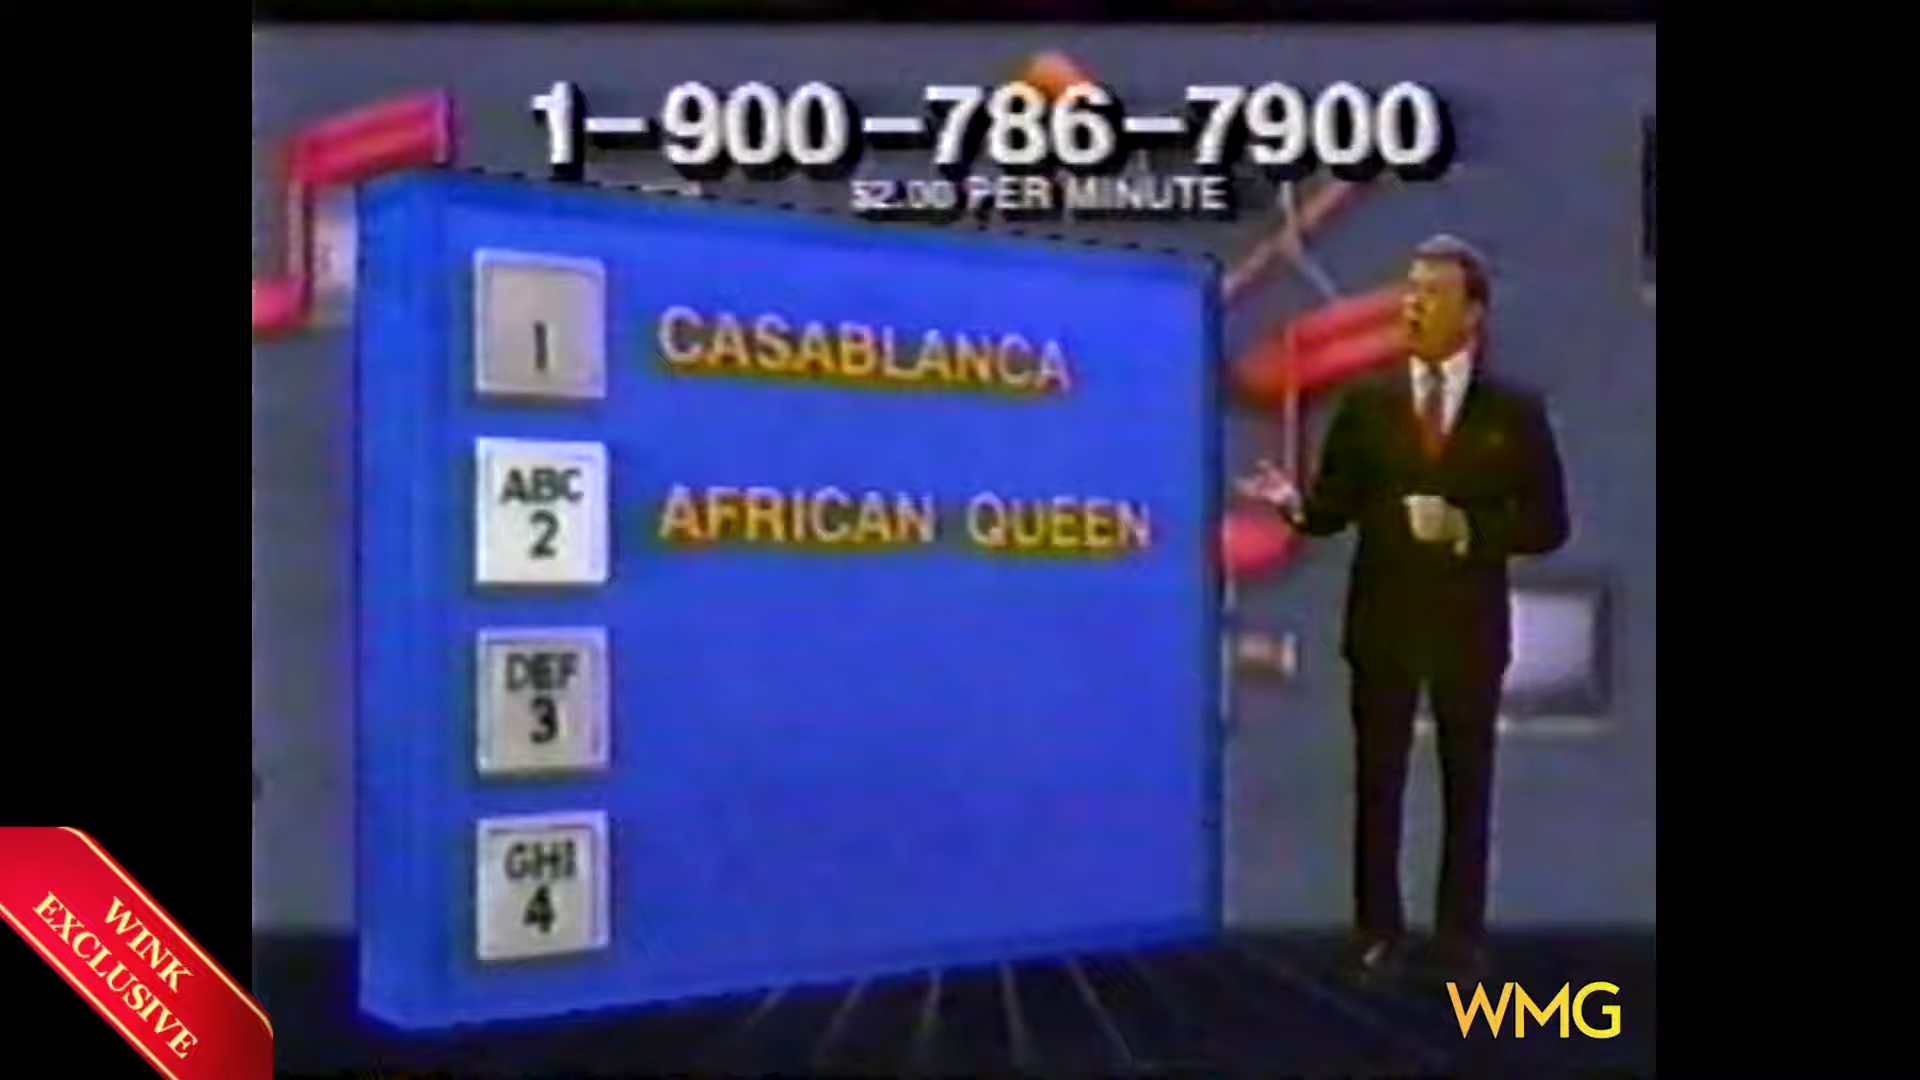 1-900-786-7900
$2.00 PER MINUTE
1
CASABLANCA
ABC
2
AFRICAN QUEEN
DEF
3
GHI
4
WINK
EXCLUSIVE
WMG